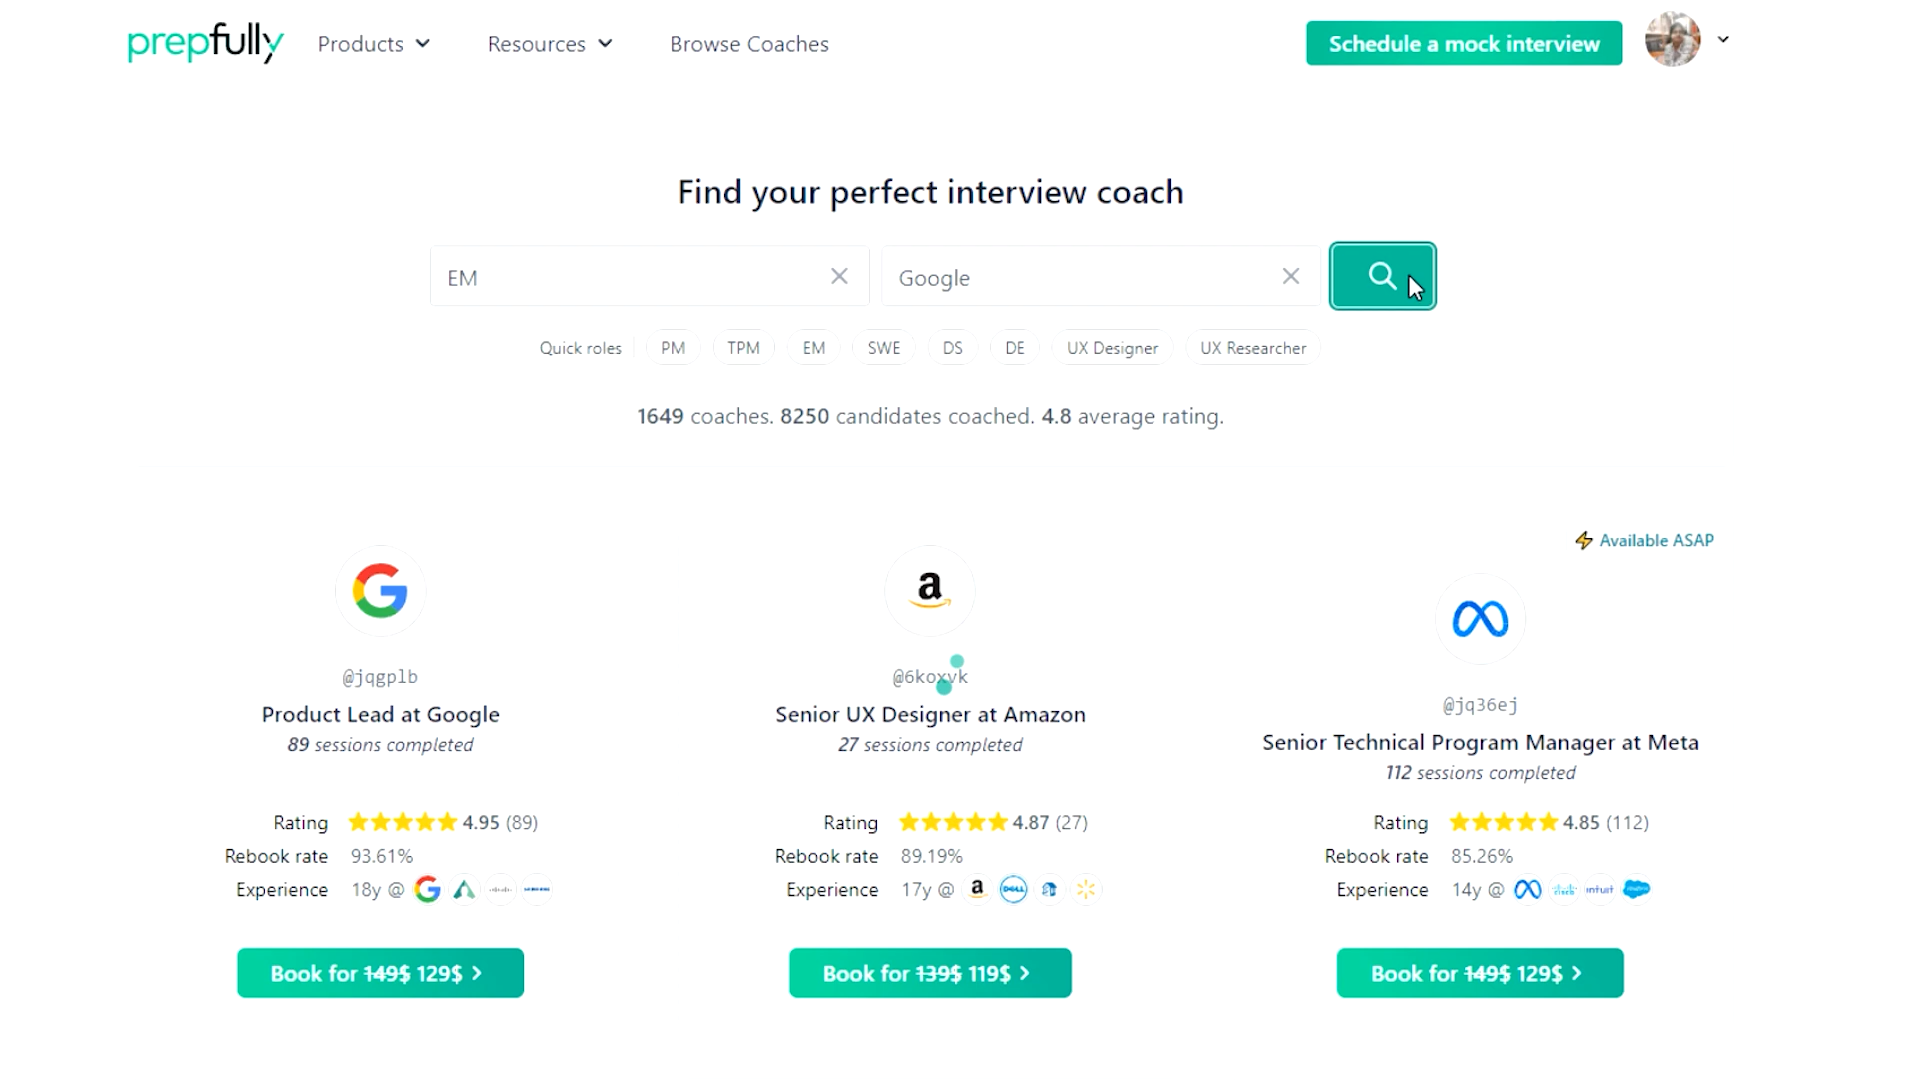 prepfully Products Resources Browse Coaches Schedule a mock interview
Find your perfect interview coach
EM Google
Quick roles PM TPM EM SWE DS DE UX Designer UX Researcher
1649 coaches. 8250 candidates coached. 4.8 average rating.
Available ASAP
@jqgplb
Product Lead at Google
89 sessions completed
Rating 4.95 (89)
Rebook rate 93.61%
Experience 18y @
Book for 149$ 129$
a
@6koxvk
Senior UX Designer at Amazon
27 sessions completed
Rating 4.87 (27)
Rebook rate 89.19%
Experience 17y @ a DELL
Book for 139$ 119$
@jq36ej
Senior Technical Program Manager at Meta
112 sessions completed
Rating 4.85 (112)
Rebook rate 85.26%
Experience 14y @ cisco intuit
Book for 149$ 129$